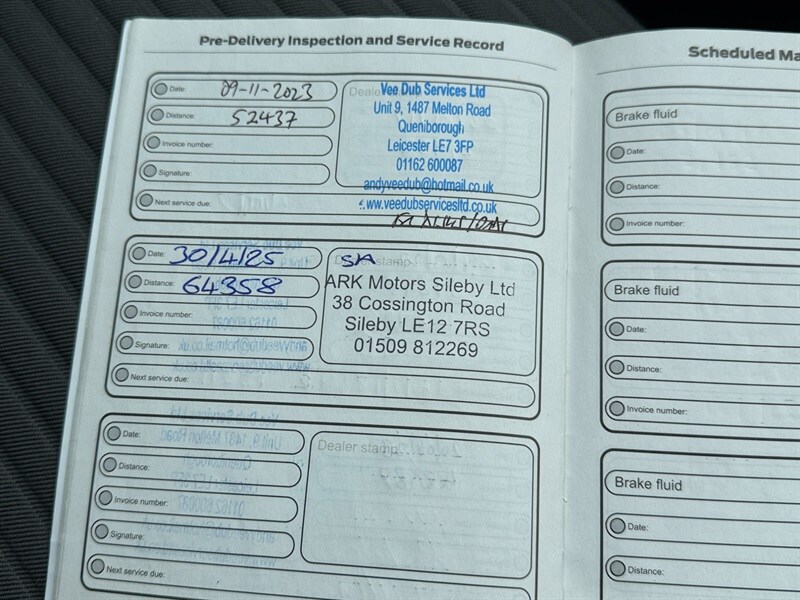 Pre-Delivery Inspection and Service Record
Date: 09-11-2023
Distance: 52437
Invoice number:
Signature:
Next service due:
Deale
Vee Dub Services Ltd
Unit 9, 1487 Melton Road
Queniborough
Leicester LE7 3FP
01162 600087
andyveedub@hotmail.co.uk
www.veedubservicesltd.co.uk
Date: 30/4/25
Distance: 64358
Invoice number:
Signature:
Next service due:
Dealer stamp
ARK Motors Sileby Ltd
38 Cossington Road
Sileby LE12 7RS
01509 812269
Date:
Distance:
Invoice number:
Signature:
Next service due:
Dealer stamp
Scheduled Ma
Brake fluid
Date:
Distance:
Invoice number:
Brake fluid
Date:
Distance:
Invoice number:
Brake fluid
Date:
Distance: